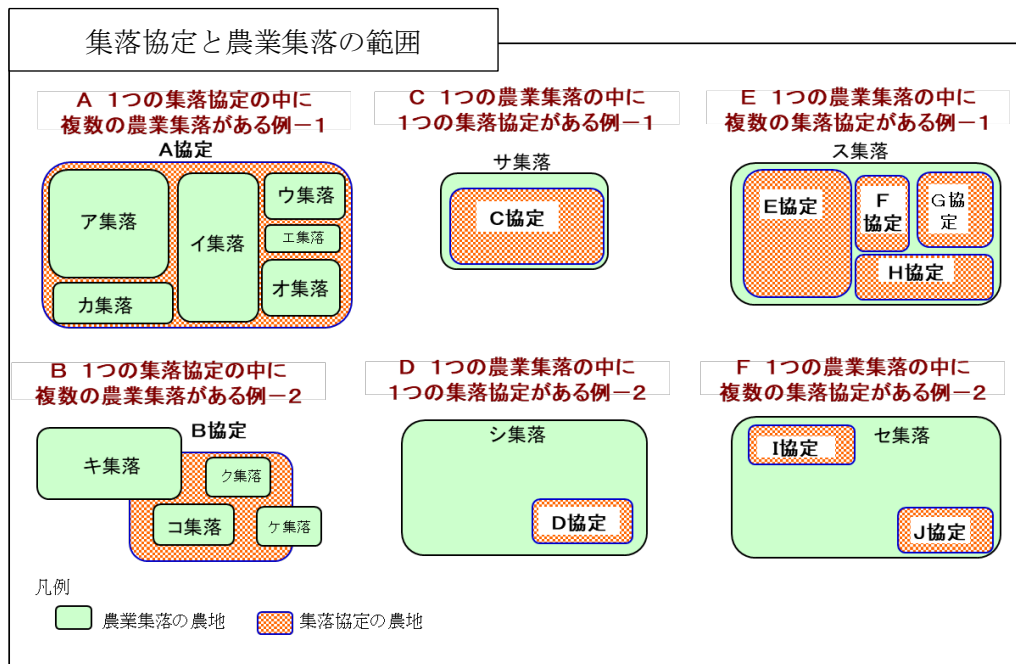 集落協定と農業集落の範囲
A 1つの集落協定の中に
複数の農業集落がある例－1
A協定
ア集落
イ集落
ウ集落
エ集落
オ集落
カ集落
C 1つの農業集落の中に
1つの集落協定がある例－1
サ集落
C協定
E 1つの農業集落の中に
複数の集落協定がある例－1
ス集落
E協定
F
協定
G協
定
H協定
B 1つの集落協定の中に
複数の農業集落がある例－2
B協定
キ集落
ク集落
コ集落
ケ集落
D 1つの農業集落の中に
1つの集落協定がある例－2
シ集落
D協定
F 1つの農業集落の中に
複数の集落協定がある例－2
セ集落
I協定
J協定
凡例
農業集落の農地
集落協定の農地